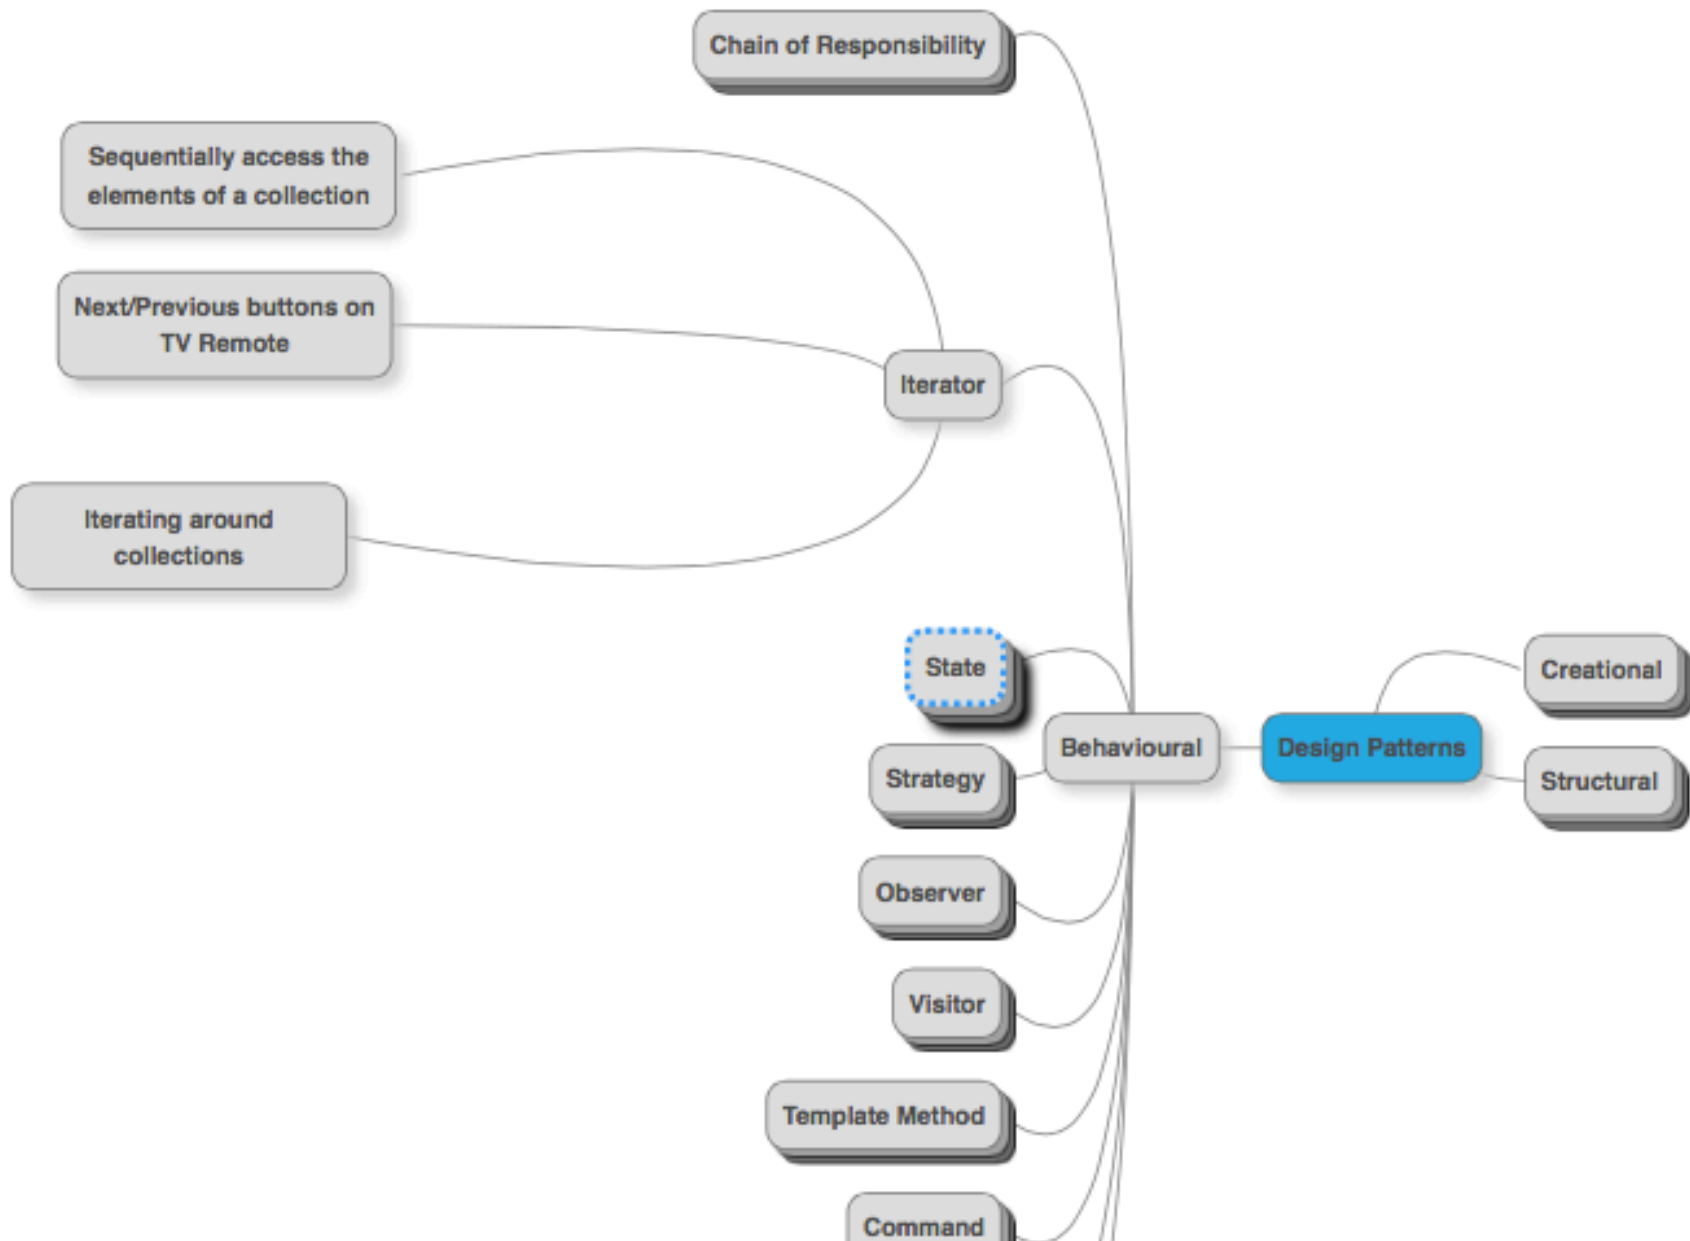 Chain of Responsibility
Sequentially access the
elements of a collection
Next/Previous buttons on
TV Remote
Iterator
Iterating around
collections
State
Behavioural
Design Patterns
Creational
Strategy
Structural
Observer
Visitor
Template Method
Command